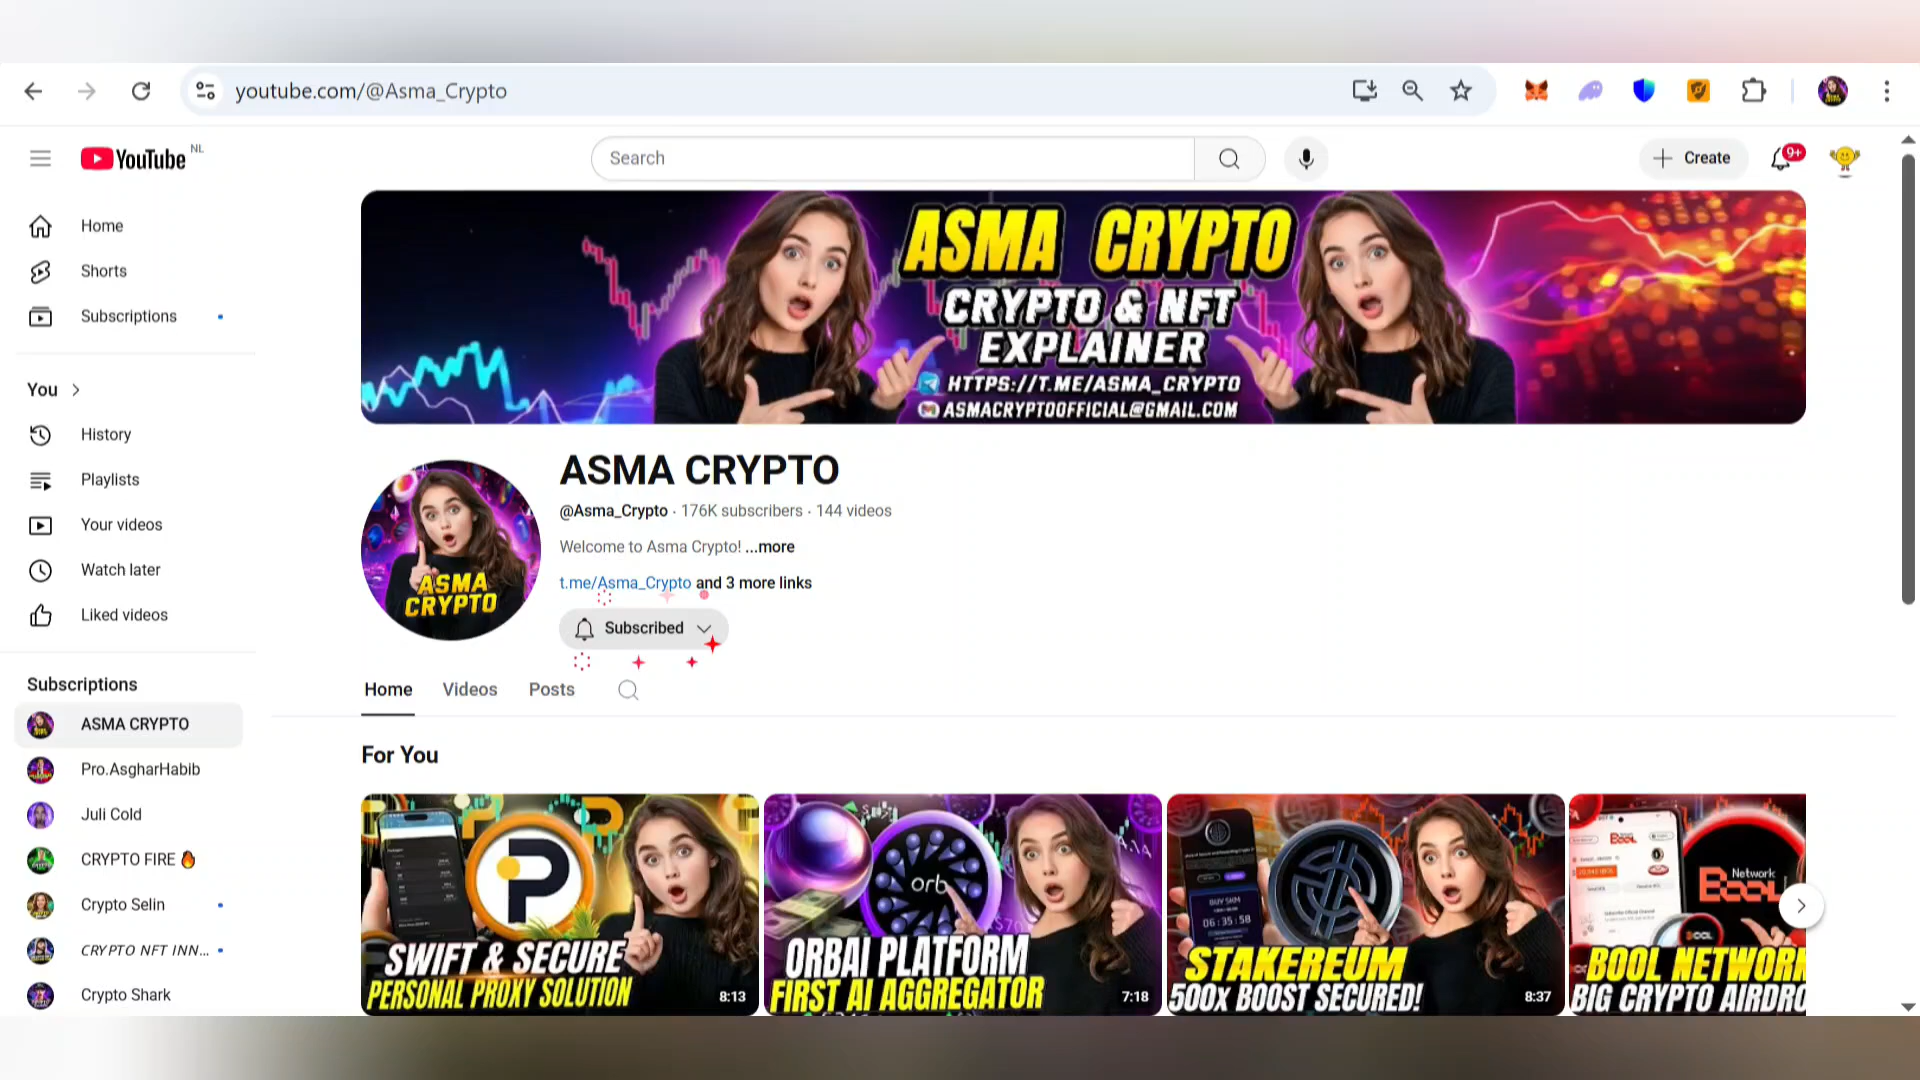 youtube.com/@Asma_Crypto
YouTube NL
Search
Create
9+
Home
Shorts
Subscriptions
You
History
Playlists
Your videos
Watch later
Liked videos
Subscriptions
ASMA CRYPTO
Pro.AsgharHabib
Juli Cold
CRYPTO FIRE🔥
Crypto Selin
CRYPTO NFT INN...
Crypto Shark
ASMA CRYPTO
CRYPTO & NFT
EXPLAINER
HTTPS://T.ME/ASMA_CRYPTO
ASMACRYPTOOFFICIAL@GMAIL.COM
ASMA
CRYPTO
ASMA CRYPTO
@Asma_Crypto · 176K subscribers · 144 videos
Welcome to Asma Crypto! ...more
t.me/Asma_Crypto and 3 more links
Subscribed
Home Videos Posts
For You
SWIFT & SECURE
PERSONAL PROXY SOLUTION
8:13
orb
ORBAI PLATFORM
FIRST AI AGGREGATOR
7:18
BUY SKM
06:35:58
STAKEREUM
500X BOOST SECURED!
8:37
Network
BOOL
BOOL NETWORK
BIG CRYPTO AIRDRO